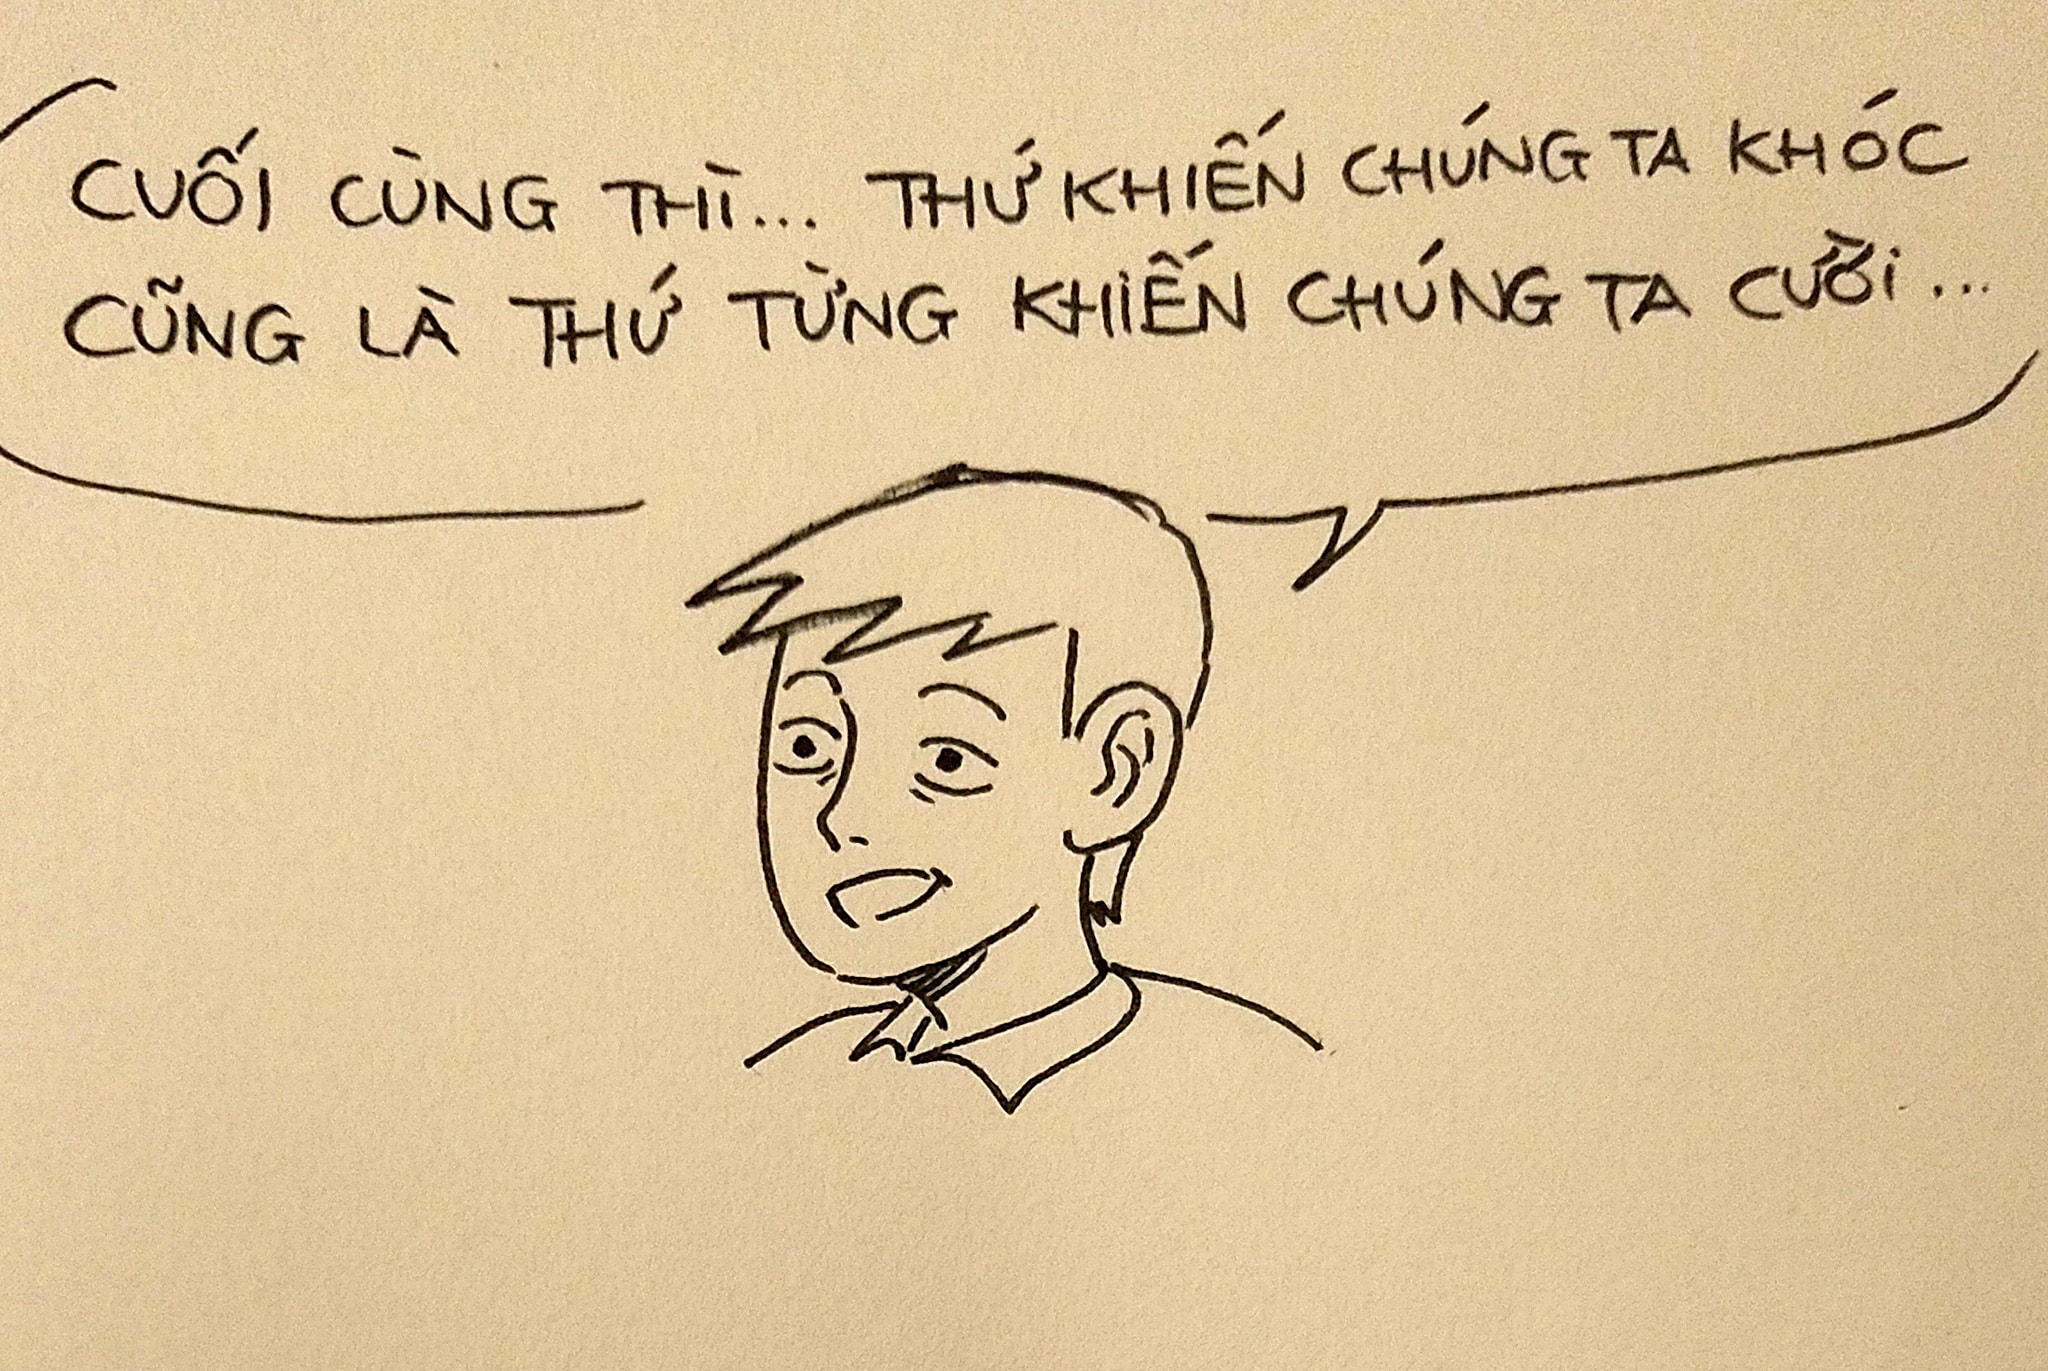 CUỐI CÙNG THÌ... THỨ KHIẾN CHÚNG TA KHÓC
CŨNG LÀ THỨ TỪNG KHIẾN CHÚNG TA CƯỜI...